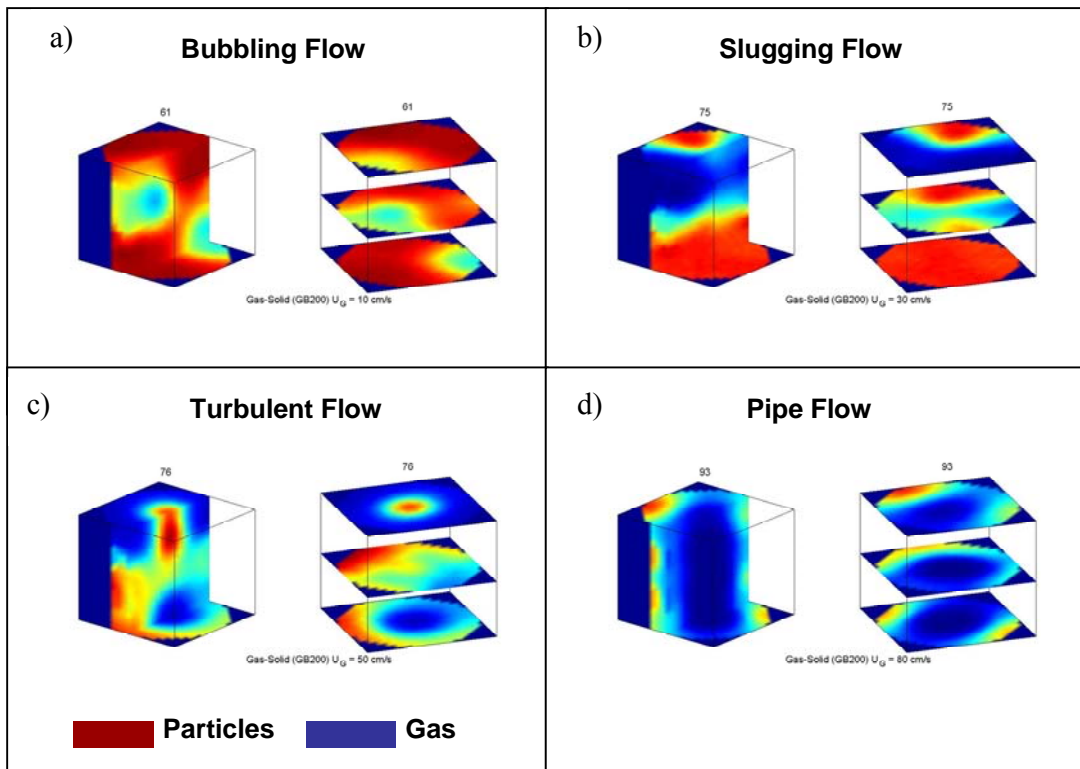 a)
Bubbling Flow
61
61
Gas-Solid (GB200) U_G = 10 cm/s
b)
Slugging Flow
75
75
Gas-Solid (GB200) U_G = 30 cm/s
c)
Turbulent Flow
76
76
Gas-Solid (GB200) U_G = 50 cm/s
Particles
Gas
d)
Pipe Flow
93
93
Gas-Solid (GB200) U_G = 80 cm/s